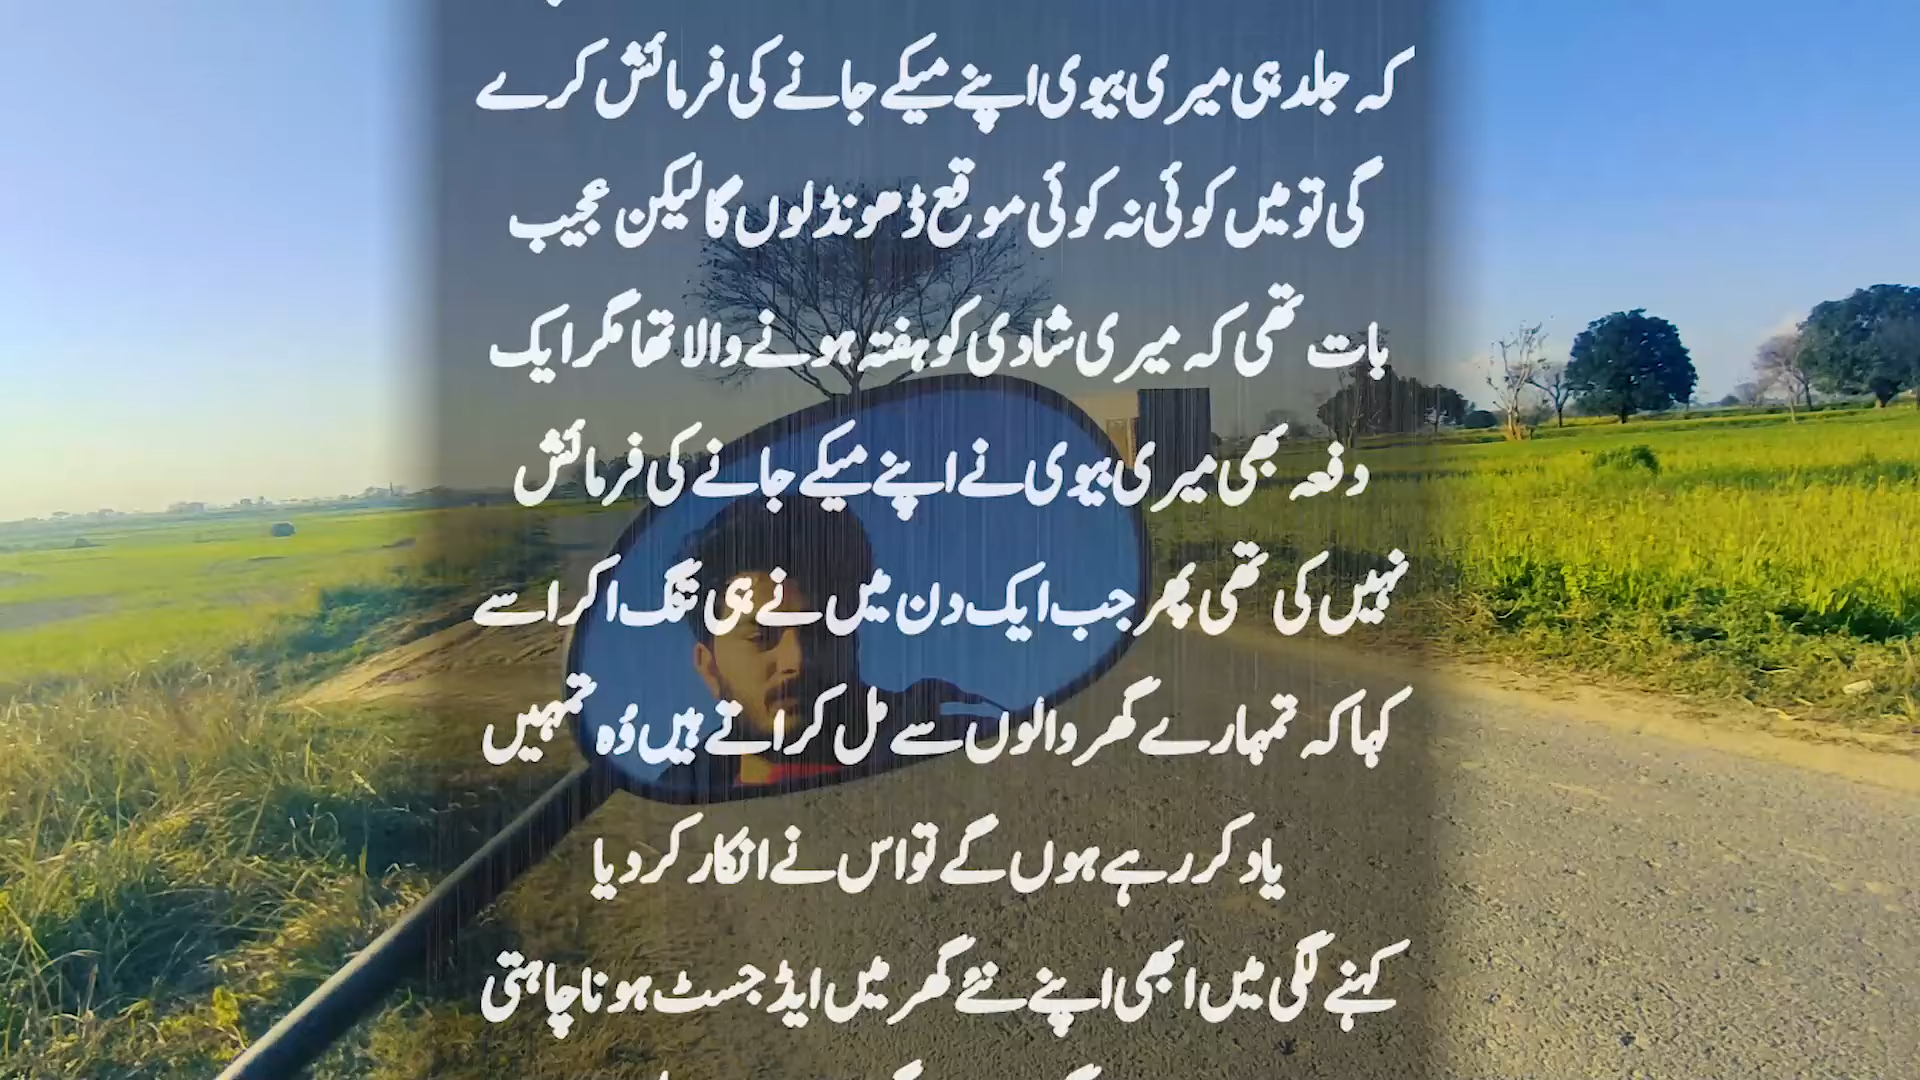 کہ جلد ہی میری بیوی اپنے میکے جانے کی فرمائش کرے
گی تو میں کوئی نہ کوئی موقع ڈھونڈ لوں گا لیکن عجیب
بات تھی کہ میری شادی کو ہفتہ ہونے والا تھا مگر ایک
دفعہ بھی میری بیوی نے اپنے میکے جانے کی فرمائش
نہیں کی تھی پھر جب ایک دن میں نے ہی تنگ اکر اسے
کہا کہ تمہارے گھر والوں سے مل کر اتے ہیں وُہ تمہیں
یاد کر رہے ہوں گے تو اس نے انکار کر دیا
کہنے لگی میں ابھی اپنے نئے گھر میں ایڈجسٹ ہونا چاہتی